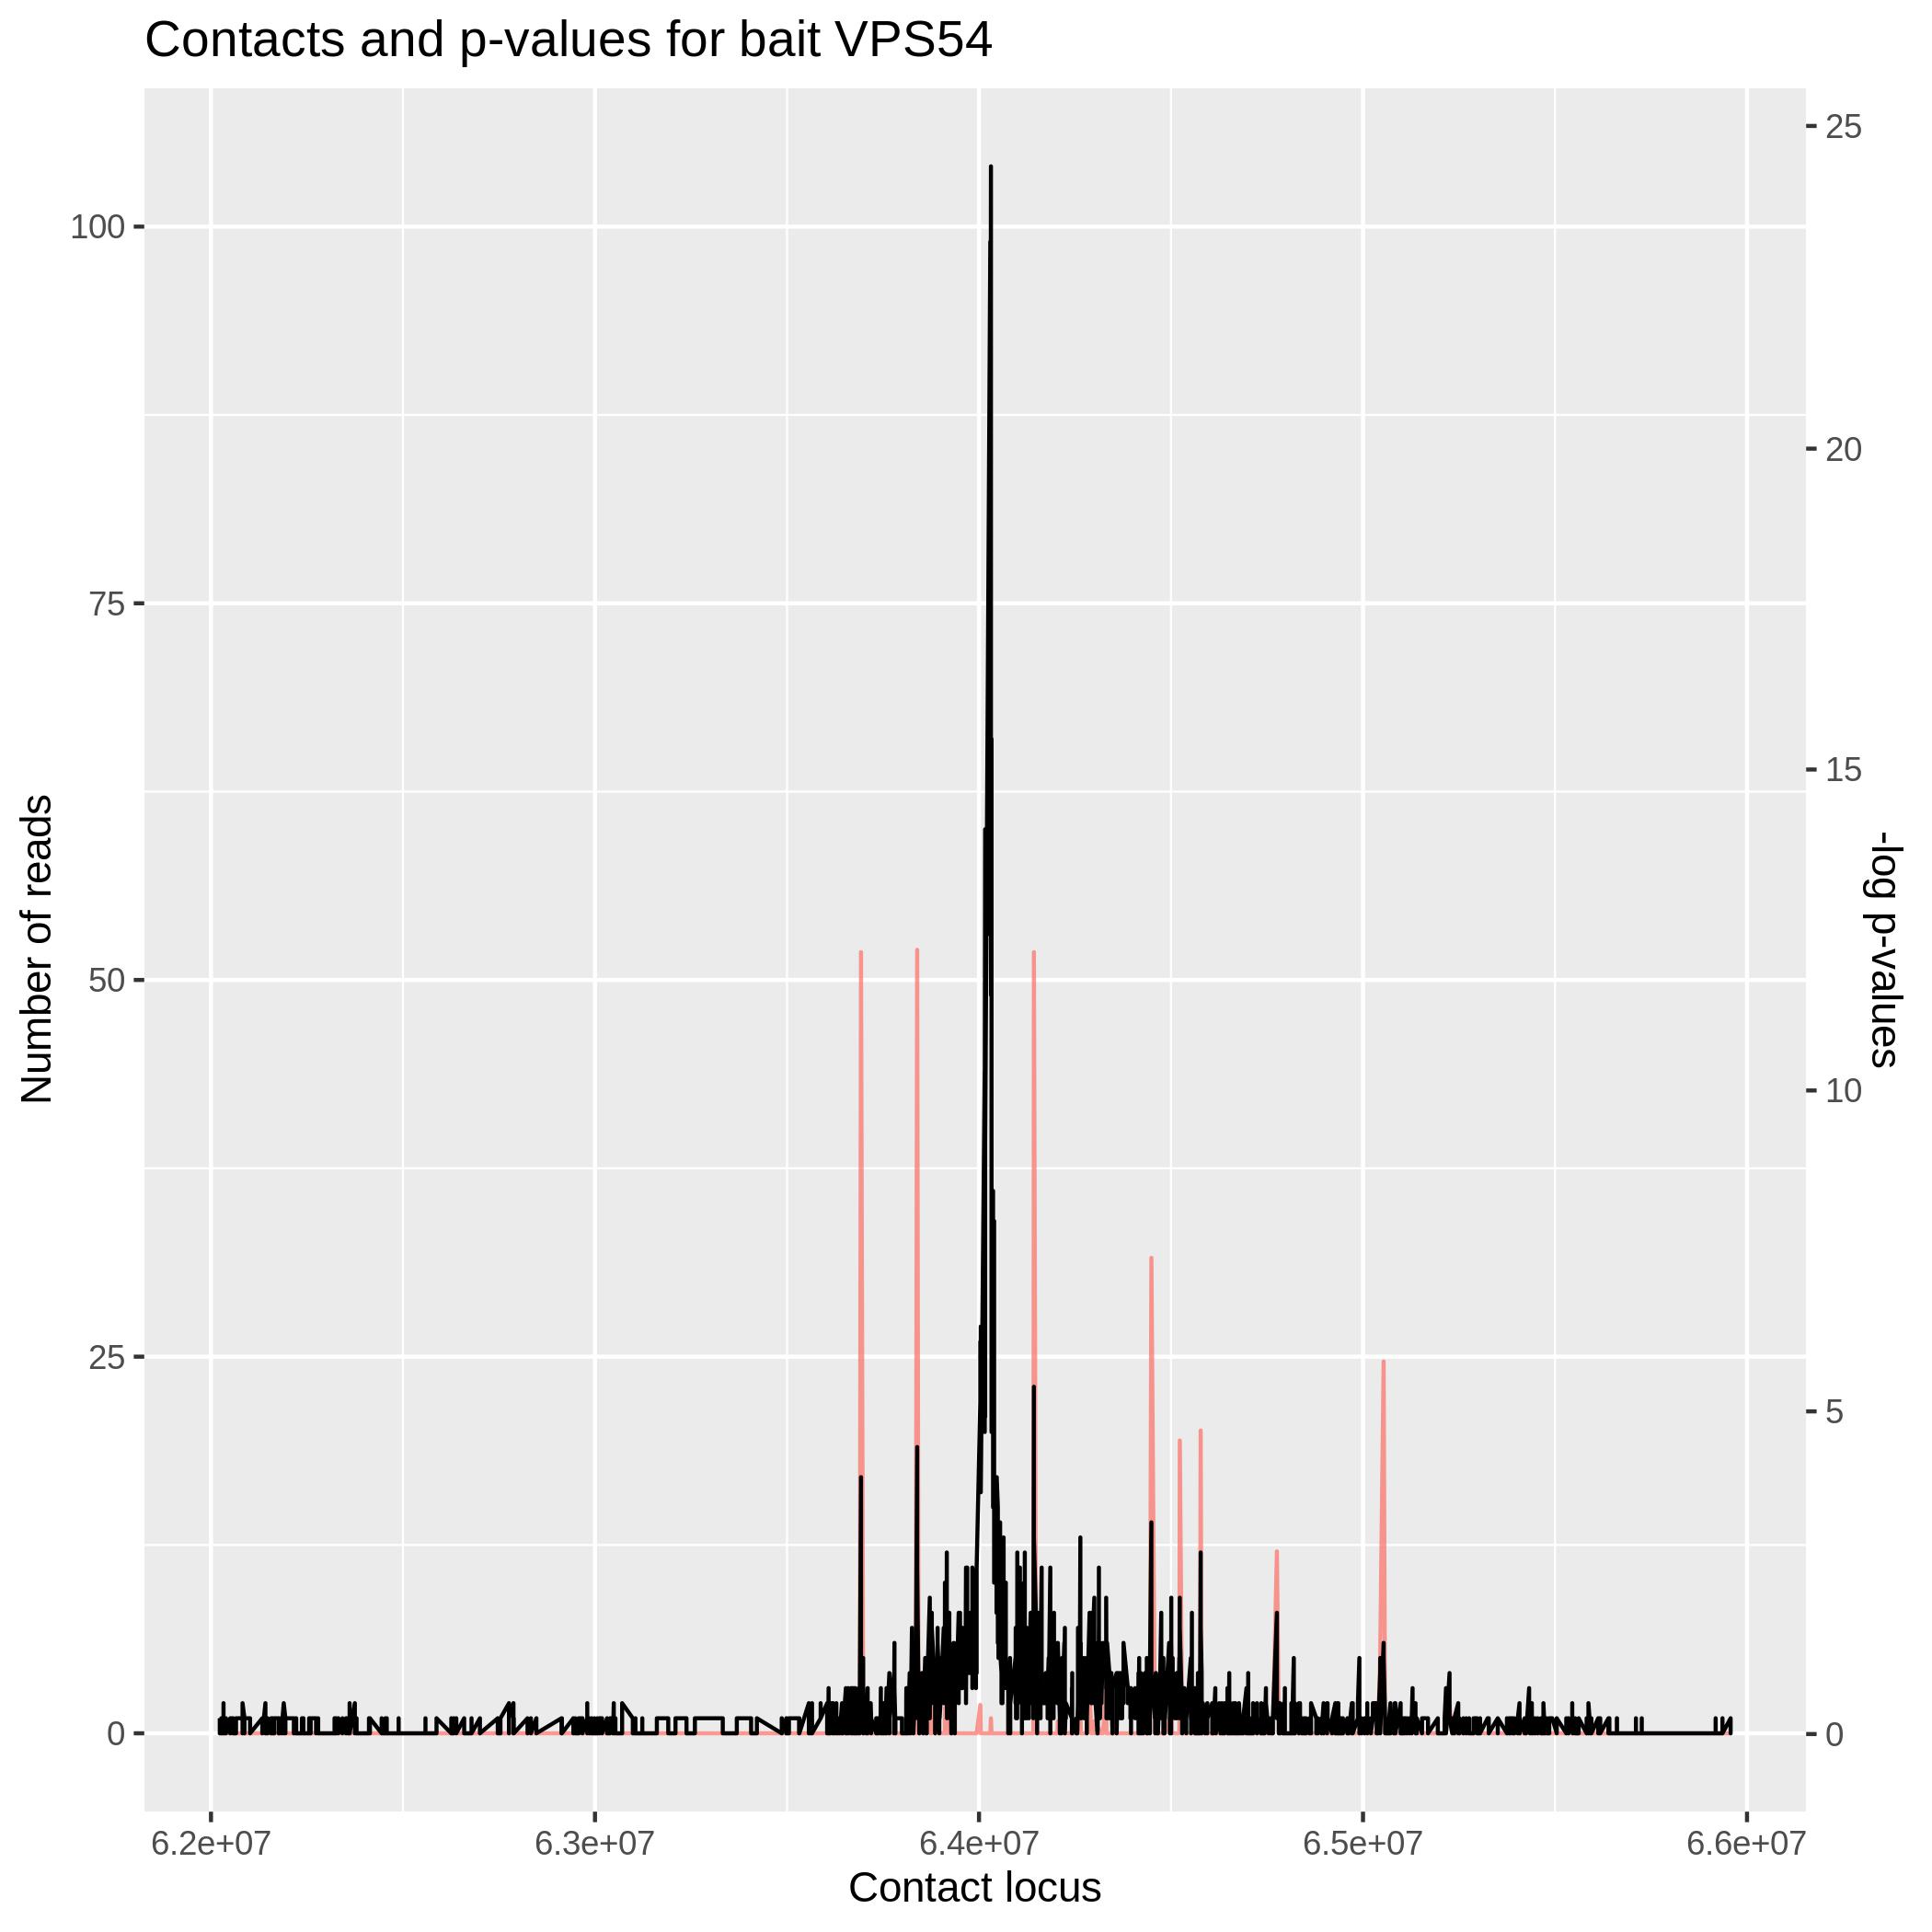 Contacts and p-values for bait VPS54
Number of reads
100
75
50
25
0
25
20
15
10
5
0
-log p-values
6.2e+07
6.3e+07
6.4e+07
6.5e+07
6.6e+07
Contact locus